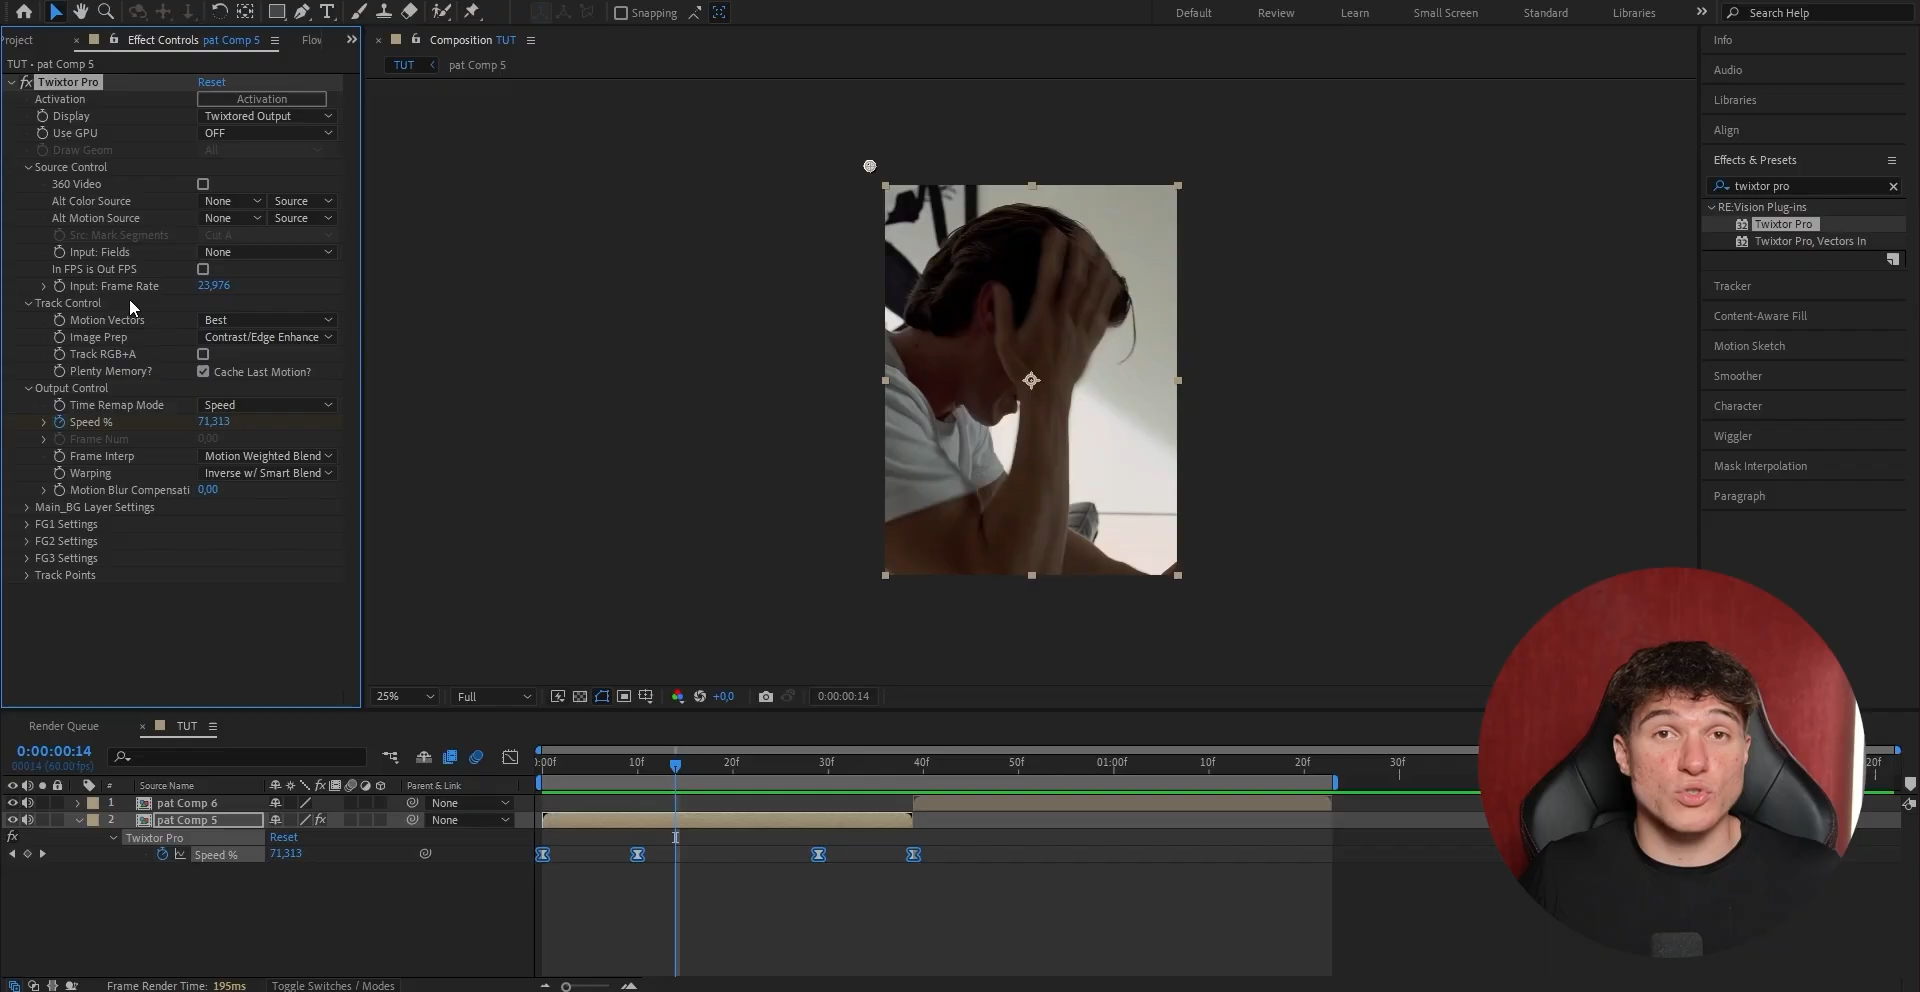 Snapping
Default
Review
Learn
Small Screen
Standard
Libraries
Search Help
Project
Effect Controls pat Comp 5
Flov
TUT • pat Comp 5
fx Twixtor Pro
Reset
Activation
Activation
Display
Twixtored Output
Use GPU
OFF
Draw Geom
All
Source Control
360 Video
Alt Color Source
None
Source
Alt Motion Source
None
Source
Src: Mark Segments
Cut A
Input: Fields
None
In FPS is Out FPS
Input: Frame Rate
23,976
Track Control
Motion Vectors
Best
Image Prep
Contrast/Edge Enhance
Track RGB+A
Plenty Memory?
Cache Last Motion?
Output Control
Time Remap Mode
Speed
Speed %
71,313
Frame Num
0,00
Frame Interp
Motion Weighted Blend
Warping
Inverse w/ Smart Blend
Motion Blur Compensati
0,00
Main_BG Layer Settings
FG1 Settings
FG2 Settings
FG3 Settings
Track Points
Composition TUT
TUT
pat Comp 5
25%
Full
+0,0
0:00:00:14
Info
Audio
Libraries
Align
Effects & Presets
twixtor pro
RE:Vision Plug-ins
32 Twixtor Pro
32 Twixtor Pro, Vectors In
Tracker
Content-Aware Fill
Motion Sketch
Smoother
Character
Wiggler
Mask Interpolation
Paragraph
Render Queue
TUT
0:00:00:14
00014 (60.00 fps)
:00f
10f
20f
30f
40f
50f
01:00f
10f
20f
30f
20f
#
Source Name
fx
Parent & Link
1
pat Comp 6
None
2
pat Comp 5
fx
None
fx
Twixtor Pro
Reset
Speed %
71,313
Frame Render Time: 195ms
Toggle Switches / Modes